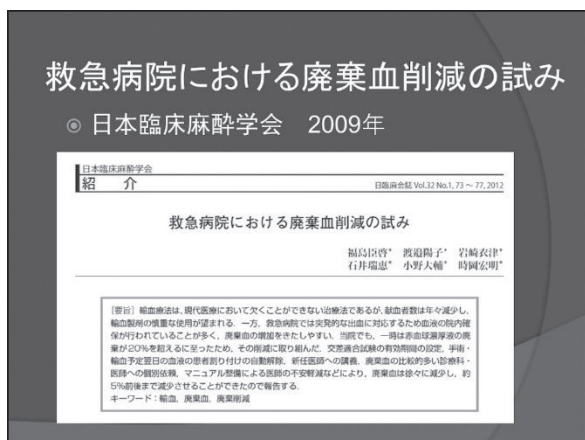 救急病院における廃棄血削減の試み
日本臨床麻酔学会　2009年
日本臨床麻酔学会
紹　介
日臨麻会誌 Vol.32 No.1, 73～77, 2012
救急病院における廃棄血削減の試み
福島臣啓* 渡邉陽子* 岩崎衣津*
石井瑞恵* 小野大輔* 時岡宏明*
[要旨] 輸血療法は,現代医療において欠くことができない治療法であるが,献血者数は年々減少し,
輸血製剤の慎重な使用が望まれる.一方,救急病院では突発的な出血に対応するため血液の院内確
保が行われていることが多く,廃棄血の増加をきたしやすい.当院でも,一時は赤血球濃厚液の廃
棄が20%を超えるに至ったため,その削減に取り組んだ.交差適合試験の有効期間の設定,手術・
輸血予定翌日の血液の患者割り付けの自動解除,新任医師への講義,廃棄血の比較的多い診療科・
医師への個別依頼,マニュアル整備による医師の不安軽減などにより,廃棄血は徐々に減少し,約
5%前後まで減少させることができたので報告する.
キーワード：輸血,廃棄血,廃棄削減